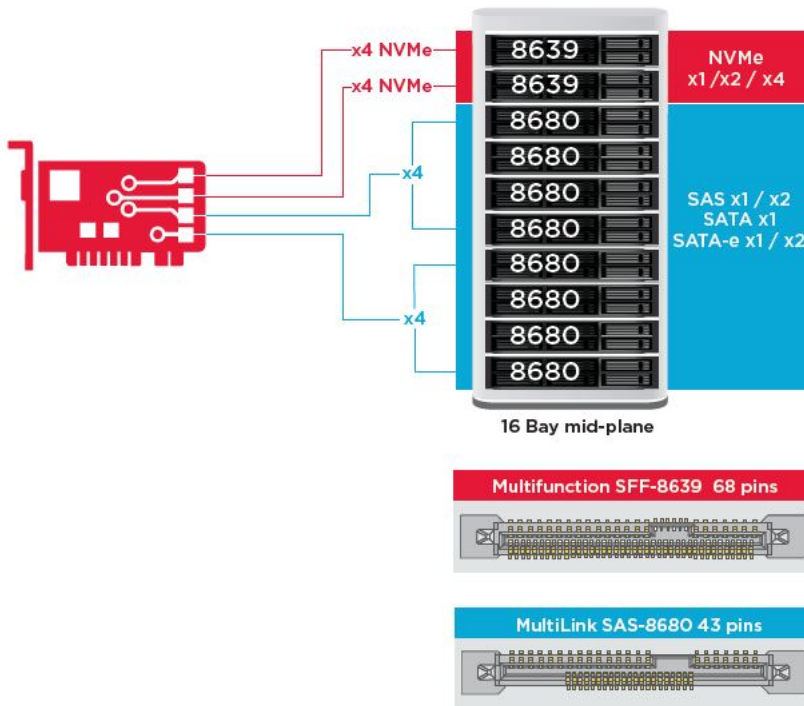 x4 NVMe
x4 NVMe
x4
x4
8639
8639
8680
8680
8680
8680
8680
8680
8680
8680
NVMe
x1 /x2 / x4
SAS x1 / x2
SATA x1
SATA-e x1 / x2
16 Bay mid-plane
Multifunction SFF-8639 68 pins
MultiLink SAS-8680 43 pins